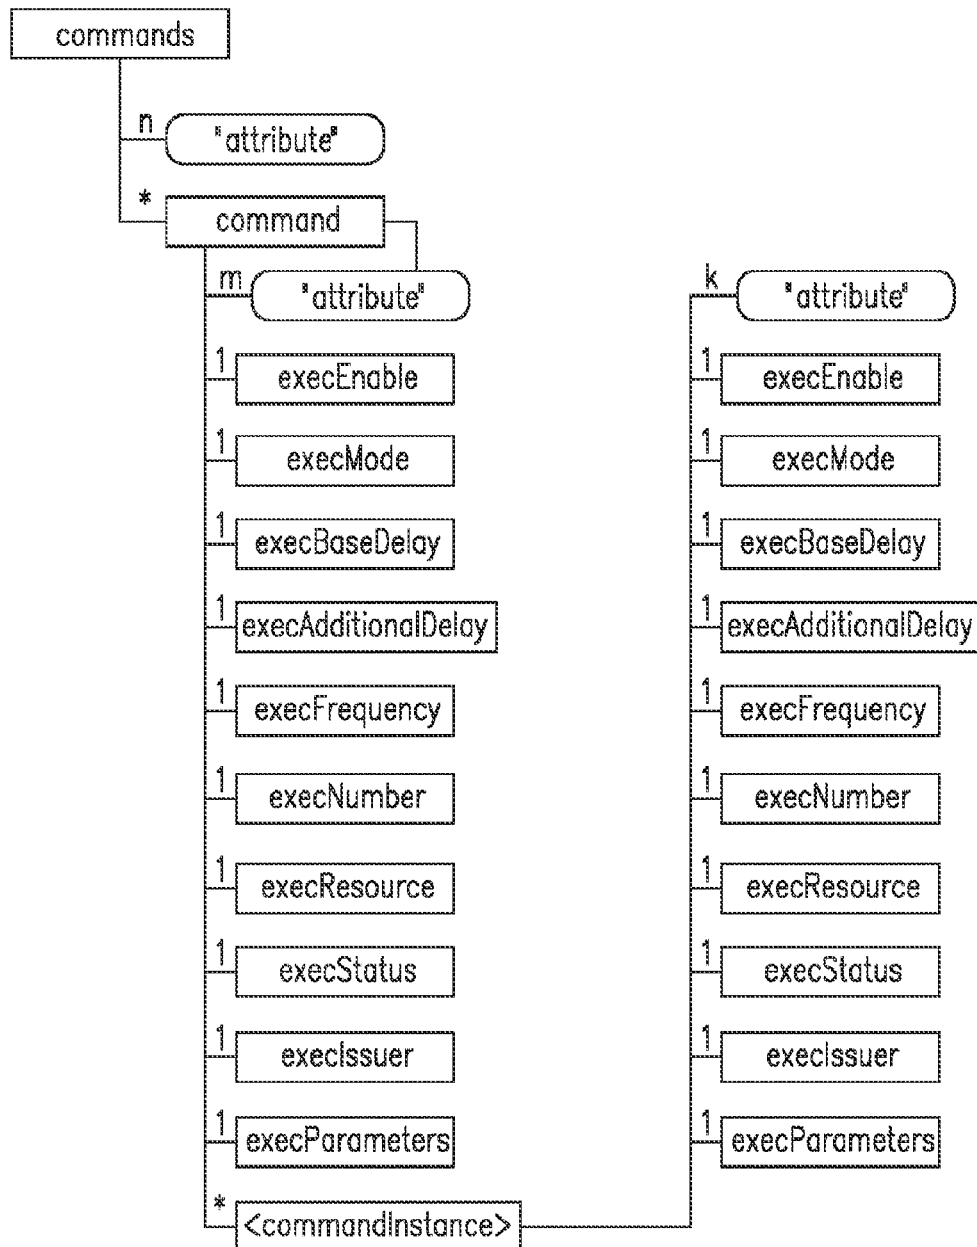 commands
n
"attribute"
*
command
m
"attribute"
1
execEnable
1
execMode
1
execBaseDelay
1
execAdditionalDelay
1
execFrequency
1
execNumber
1
execResource
1
execStatus
1
execIssuer
1
execParameters
*
<commandInstance>
k
"attribute"
1
execEnable
1
execMode
1
execBaseDelay
1
execAdditionalDelay
1
execFrequency
1
execNumber
1
execResource
1
execStatus
1
execIssuer
1
execParameters